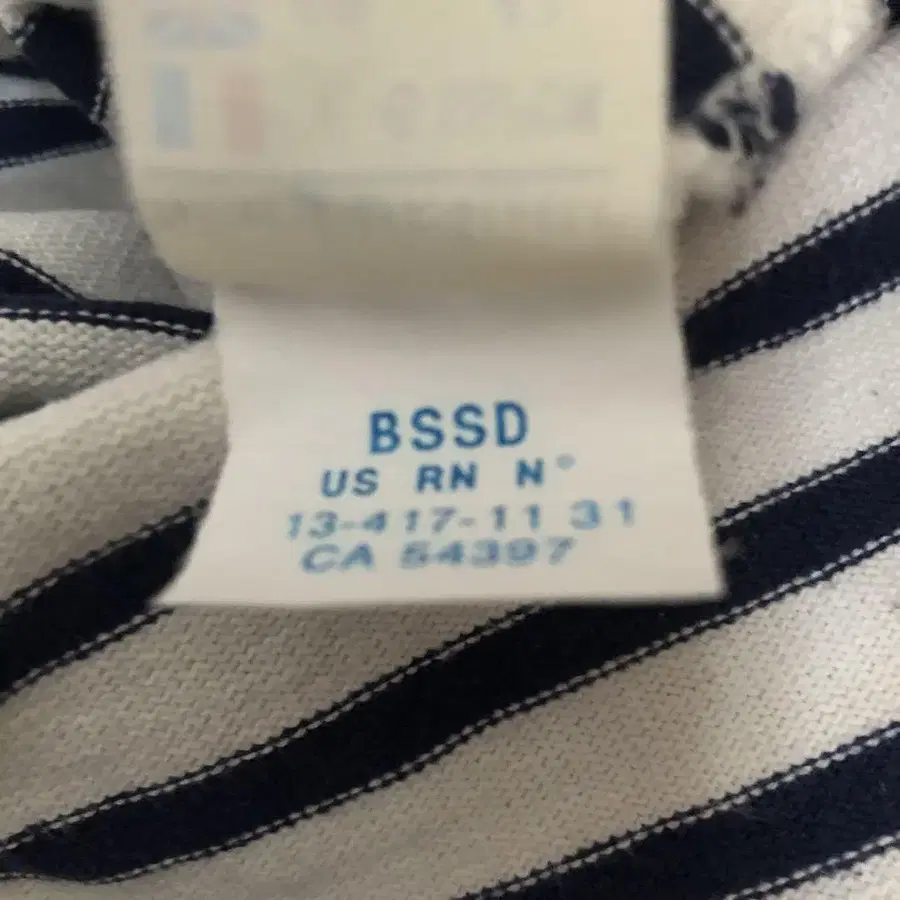 BSSD
US RN N°
13-417-11 31
CA 54397